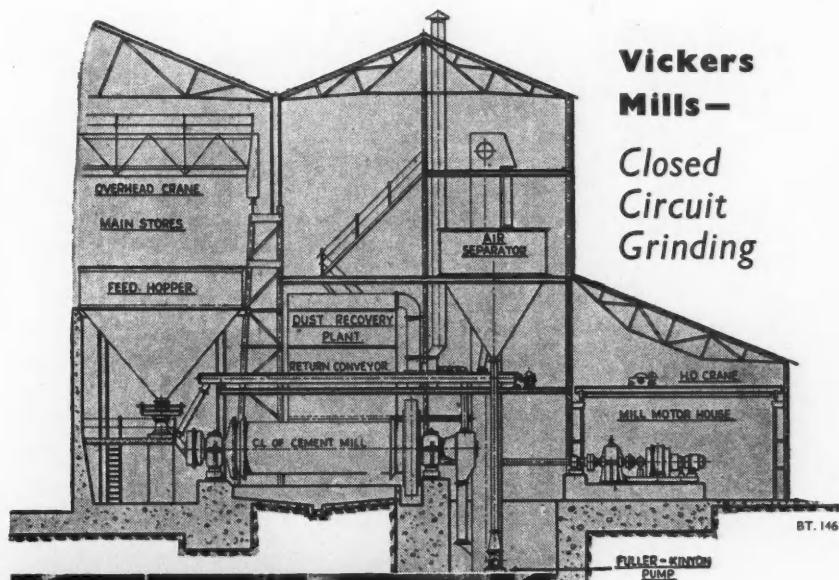 Vickers
Mills—
Closed
Circuit
Grinding
OVERHEAD CRANE
MAIN STORES
AIR
SEPARATOR
FEED. HOPPER
DUST RECOVERY
PLANT.
RETURN CONVEYOR
H.O CRANE
MILL MOTOR HOUSE
CL OF CEMENT MILL
BT. 146
FULLER-KINYON
PUMP